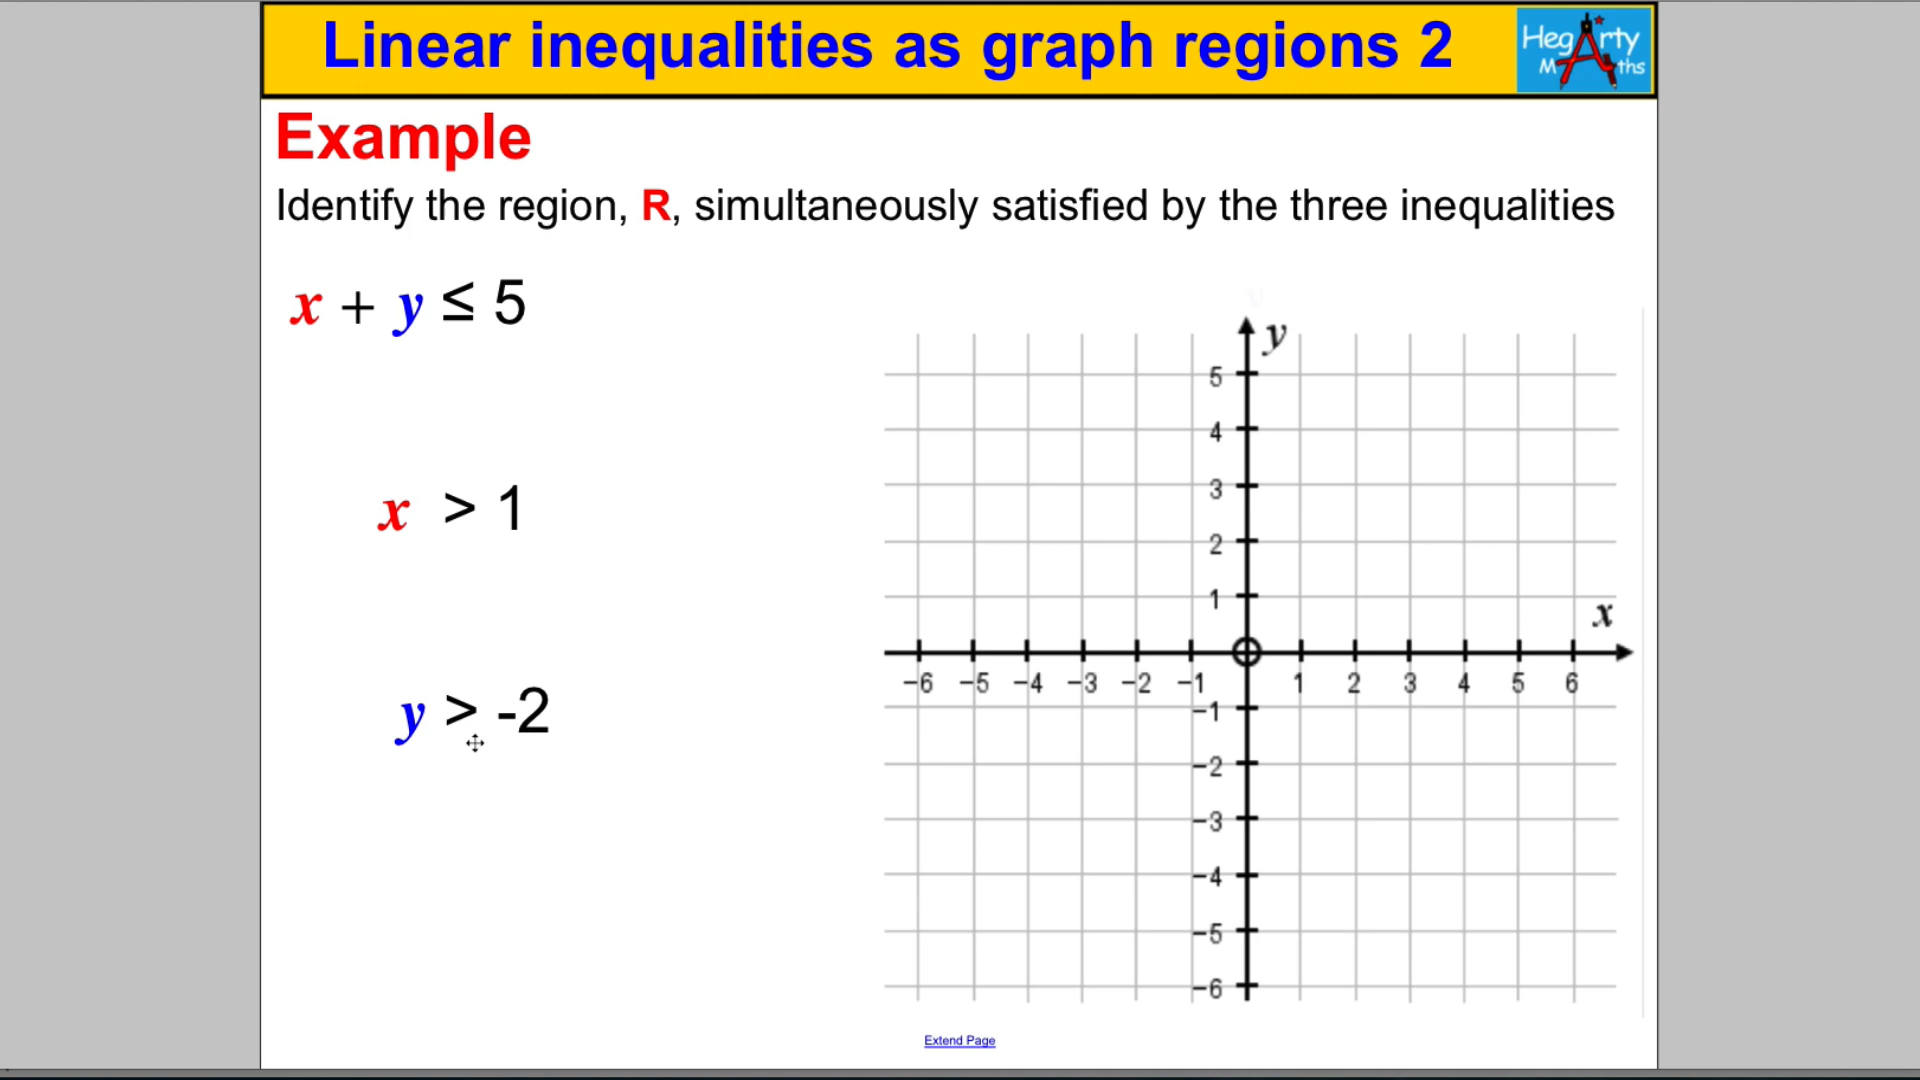 Linear inequalities as graph regions 2
HegArty
Maths
Example
Identify the region, R, simultaneously satisfied by the three inequalities
x + y ≤ 5
x > 1
y > -2
y
5
4
3
2
1
x
-6 -5 -4 -3 -2 -1 1 2 3 4 5 6
-1
-2
-3
-4
-5
-6
Extend Page